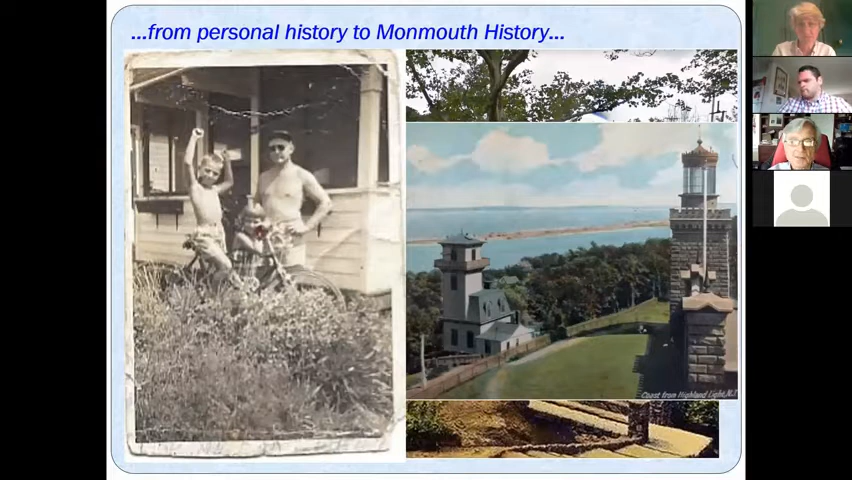 ...from personal history to Monmouth History...
Coast from Highland Light, N.J.